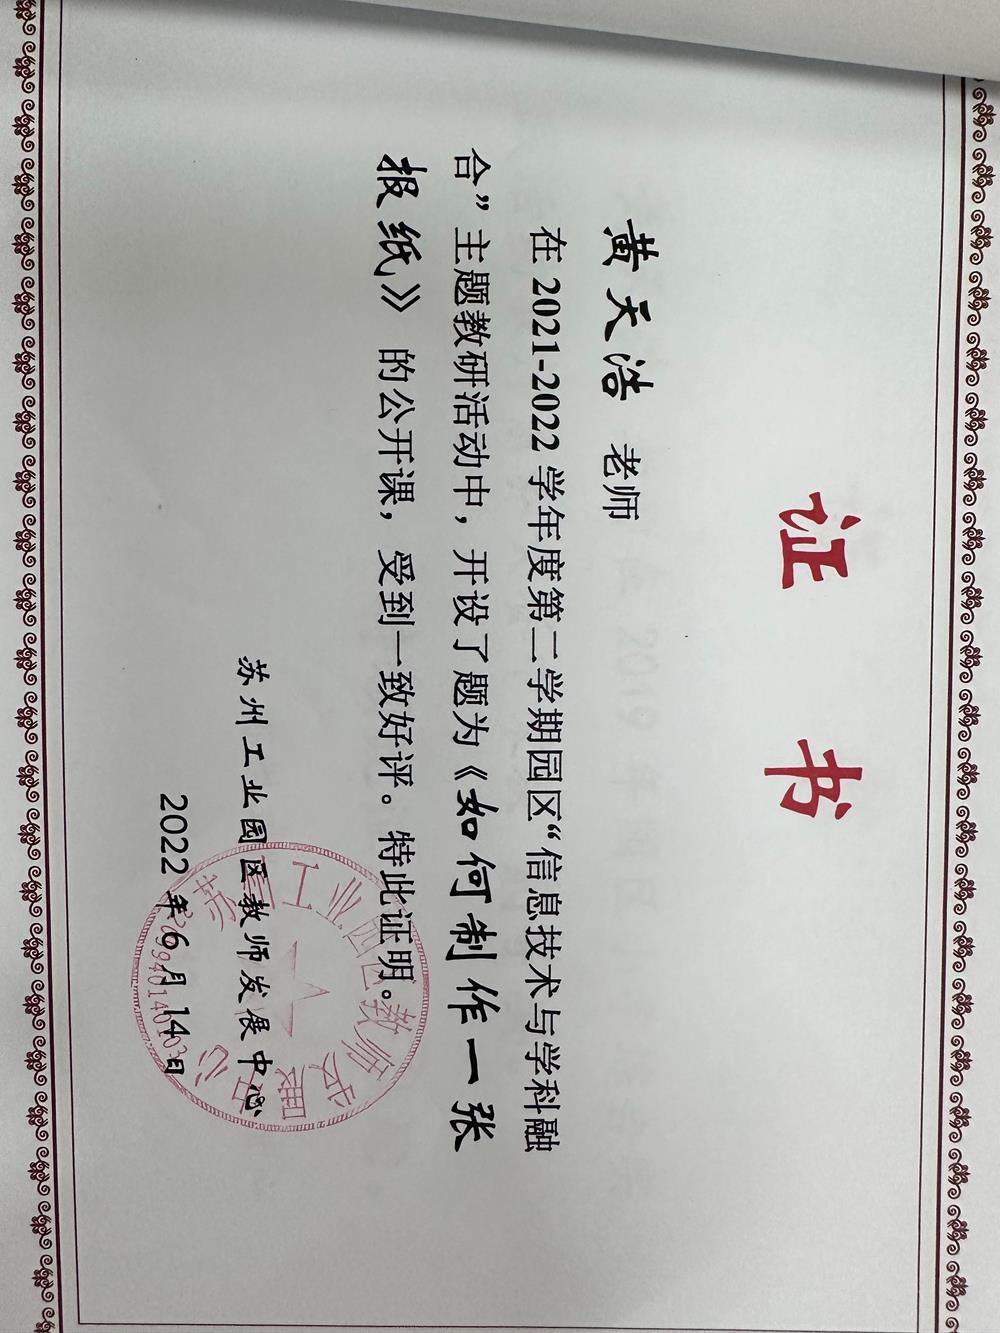 证 书
黄天浩 老师
在 2021-2022 学年度第二学期园区“信息技术与学科融
合”主题教研活动中，开设了题为《如何制作一张
报纸》 的公开课，受到一致好评。特此证明。
苏州工业园区教师发展中心
2022 年 6 月 14 日